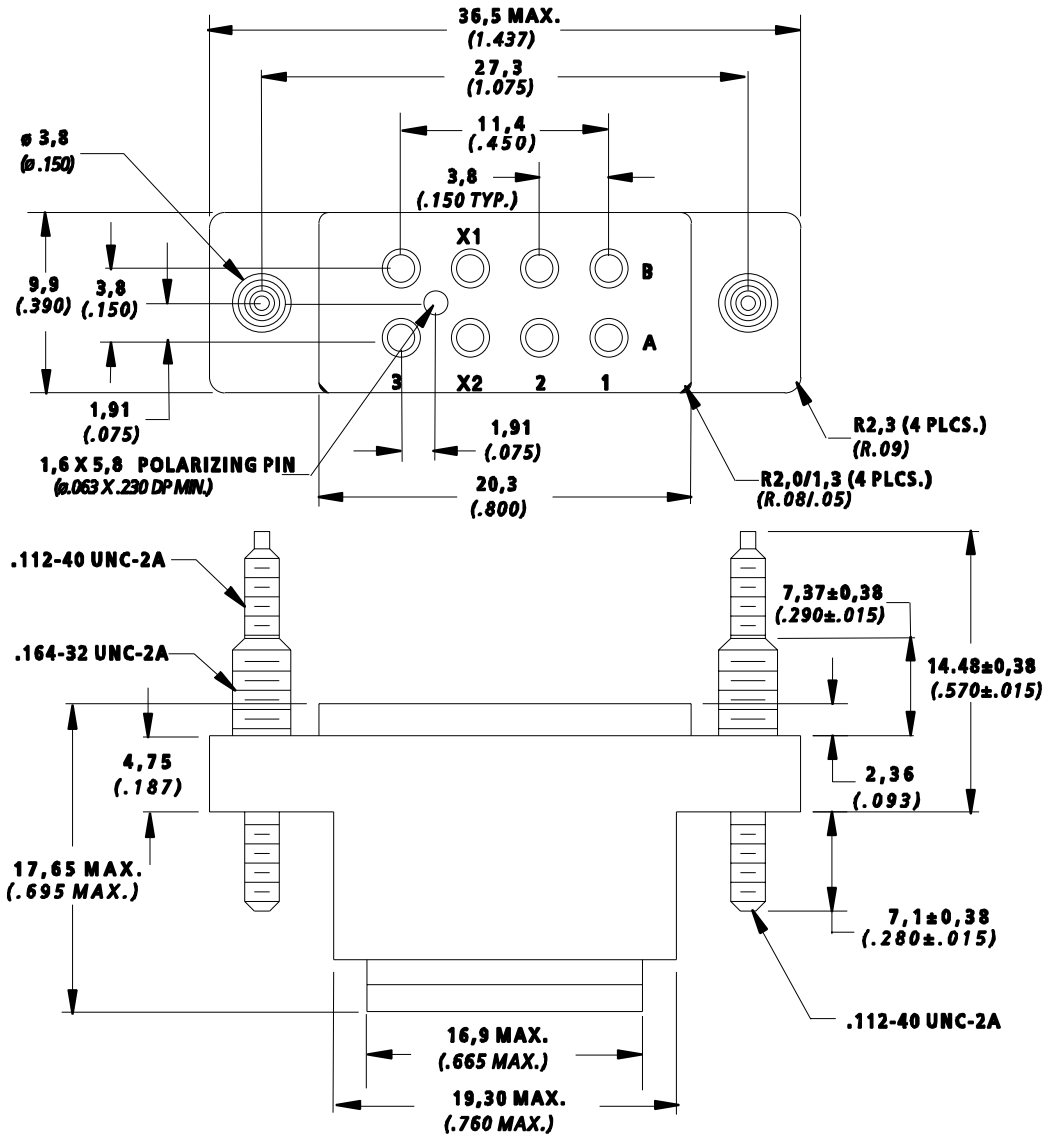 36,5 MAX.
(1.437)
27,3
(1.075)
11,4
(.450)
ø 3,8
(ø .150)
3,8
(.150 TYP.)
X1
B
9,9
(.390)
3,8
(.150)
A
3
X2
2
1
1,91
(.075)
1,91
(.075)
R2,3 (4 PLCS.)
(R.09)
1,6 X 5,8 POLARIZING PIN
(ø.063 X .230 DP MIN.)
R2,0/1,3 (4 PLCS.)
(R.08/.05)
20,3
(.800)
.112-40 UNC-2A
7,37±0,38
(.290±.015)
.164-32 UNC-2A
14.48±0,38
(.570±.015)
4,75
(.187)
2,36
(.093)
17,65 MAX.
(.695 MAX.)
7,1±0,38
(.280±.015)
.112-40 UNC-2A
16,9 MAX.
(.665 MAX.)
19,30 MAX.
(.760 MAX.)